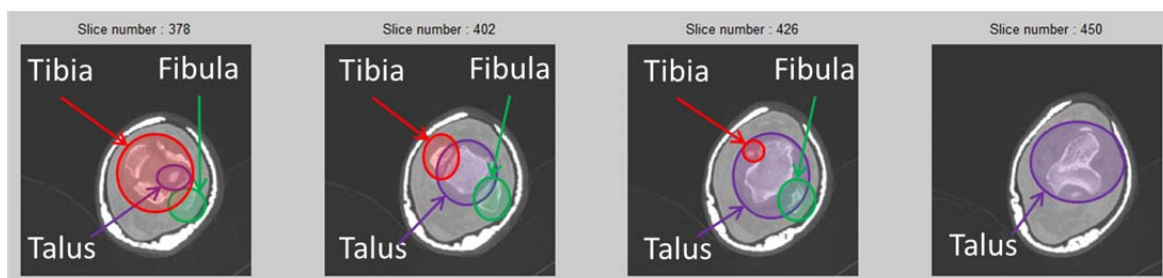 Slice number : 378
Tibia Fibula
Talus
Slice number : 402
Tibia Fibula
Talus
Slice number : 426
Tibia Fibula
Talus
Slice number : 450
Talus